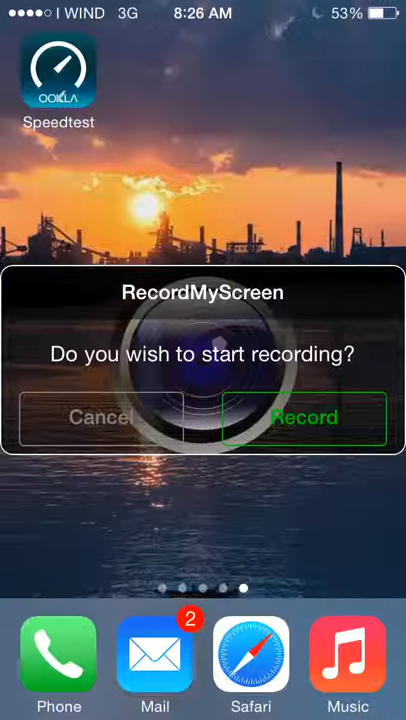 I WIND 3G 8:26 AM 53%
OOKLA
Speedtest
RecordMyScreen
Do you wish to start recording?
Cancel Record
2
Phone Mail Safari Music